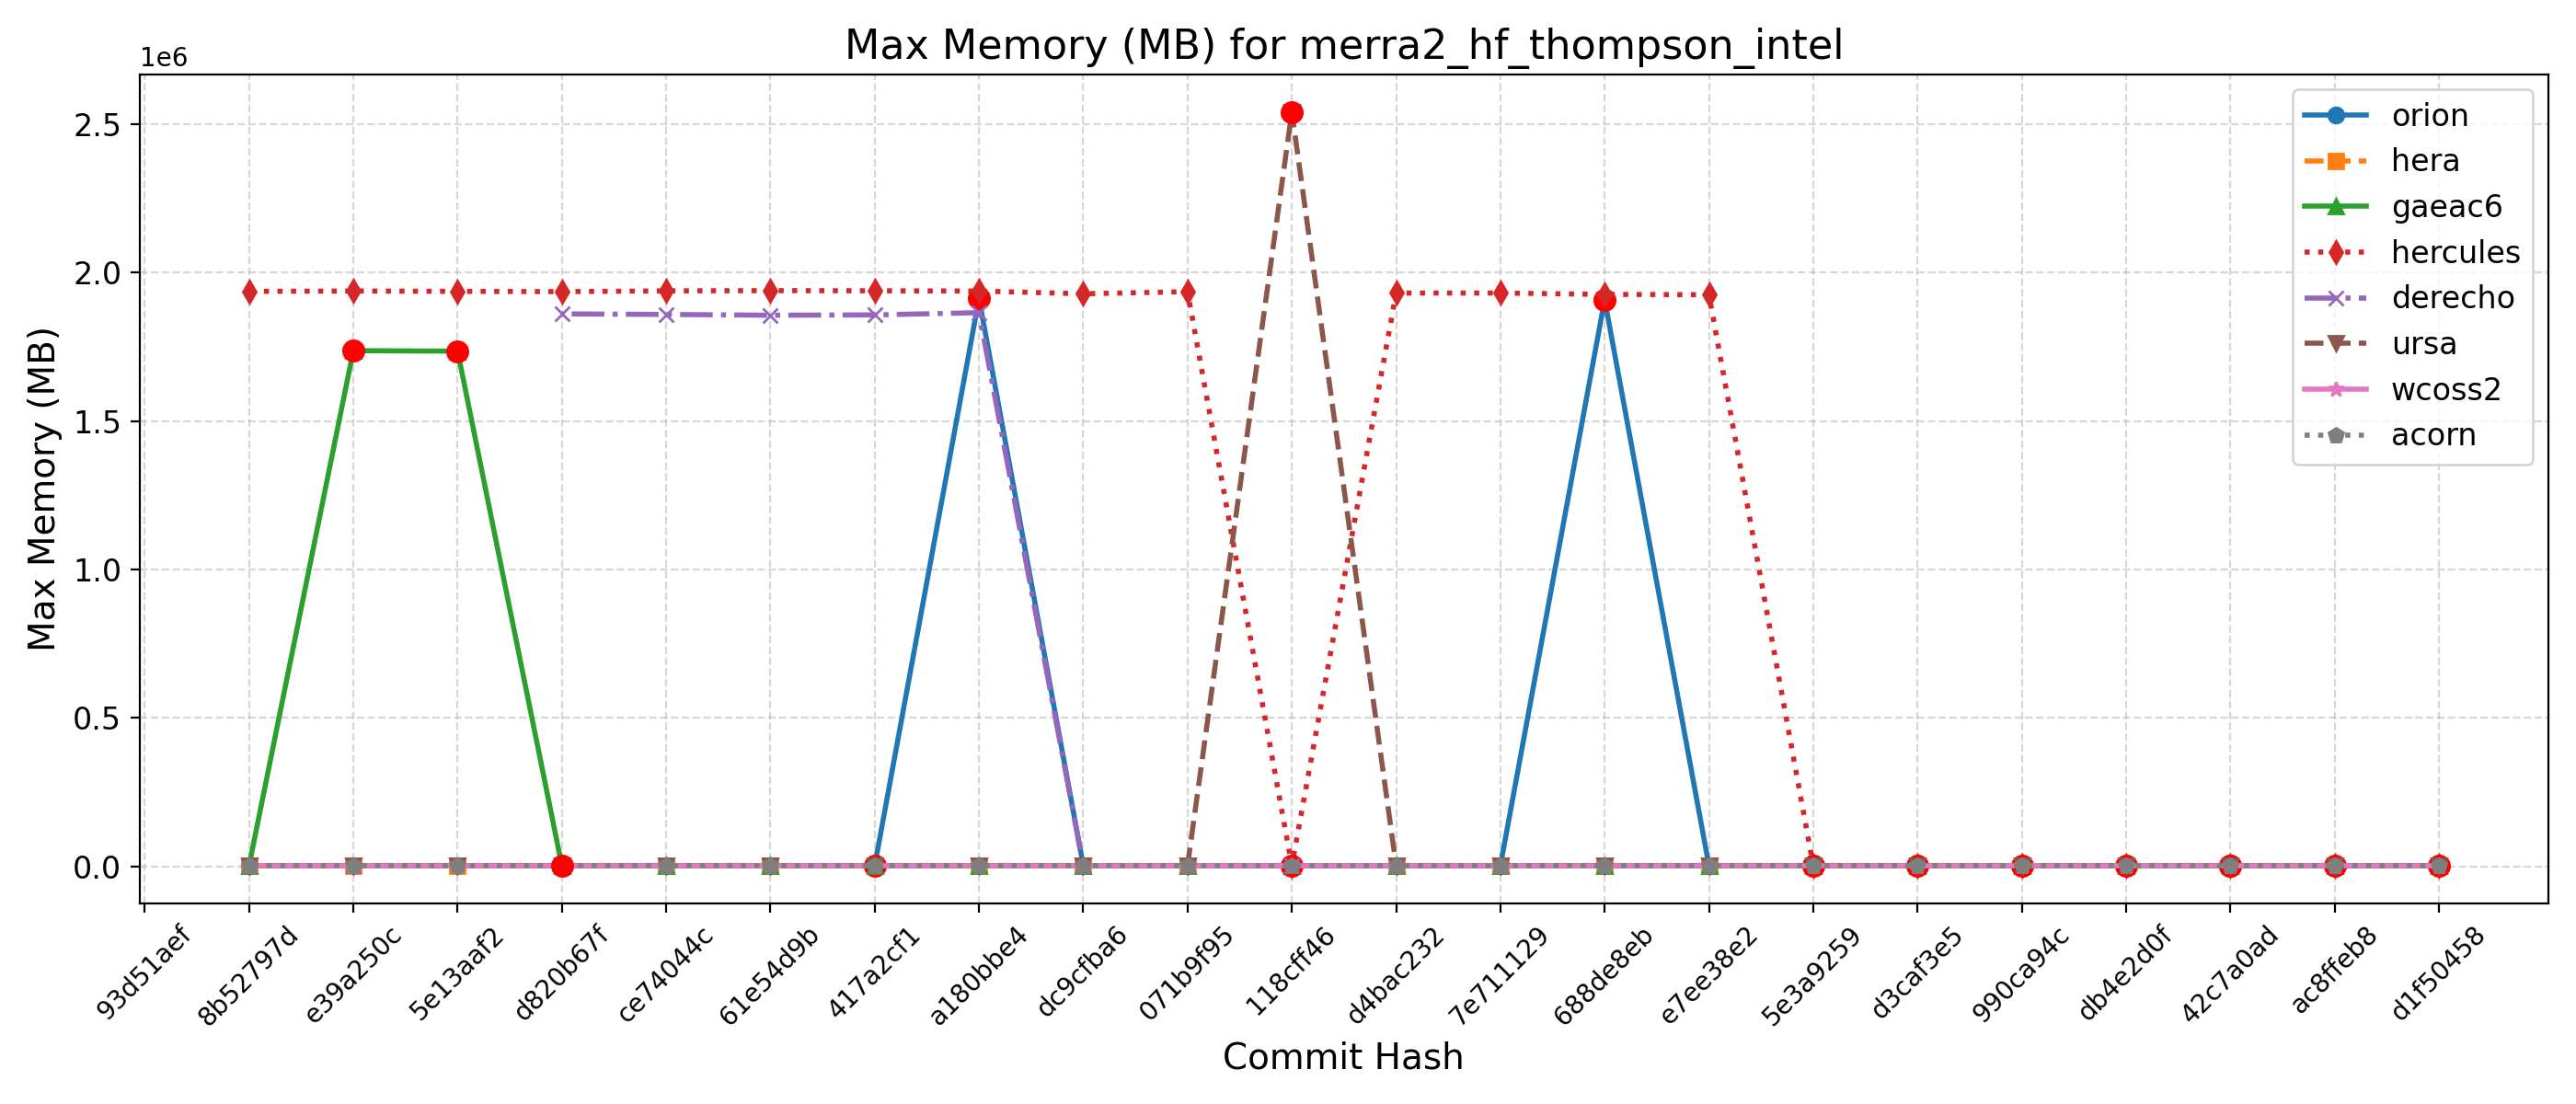 Max Memory (MB) for merra2_hf_thompson_intel
1e6
2.5
2.0
1.5
1.0
0.5
0.0
Max Memory (MB)
orion
hera
gaeac6
hercules
derecho
ursa
wcoss2
acorn
93d51aef
8b52797d
e39a250c
5e13aaf2
d820b67f
ce74044c
61e54d9b
417a2cf1
a180bbe4
dc9cfba6
071b9f95
118cff46
d4bac232
7e711129
688de8eb
e7ee38e2
5e3a9259
d3caf3e5
990ca94c
db4e2d0f
42c7a0ad
ac8ffeb8
d1f50458
Commit Hash